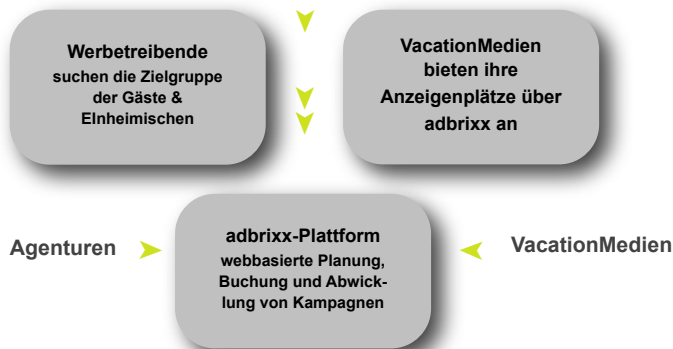 Werbetreibende
suchen die Zielgruppe
der Gäste &
EInheimischen
VacationMedien
bieten ihre
Anzeigenplätze über
adbrixx an
Agenturen
adbrixx-Plattform
webbasierte Planung,
Buchung und Abwick-
lung von Kampagnen
VacationMedien